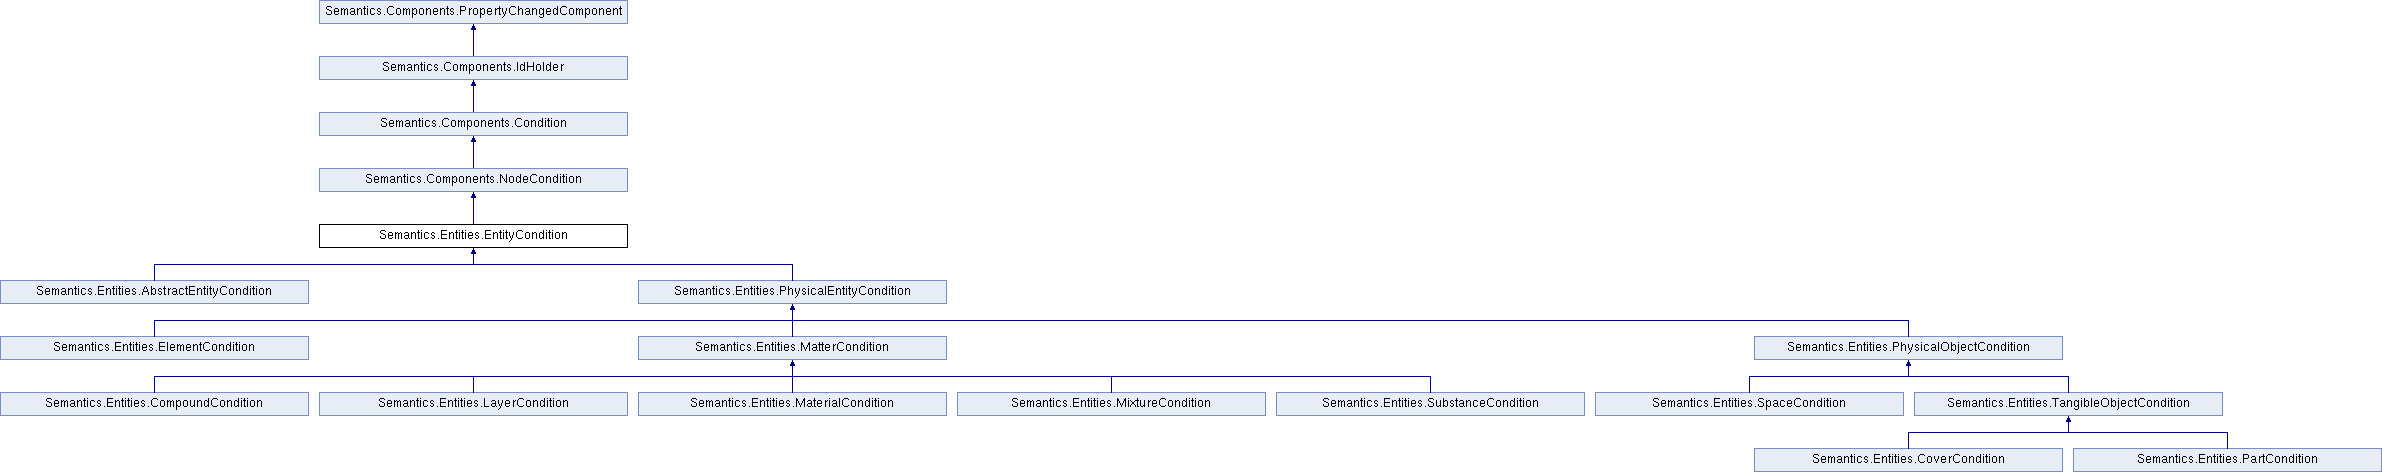 Semantics.Components.PropertyChangedComponent
Semantics.Components.IdHolder
Semantics.Components.Condition
Semantics.Components.NodeCondition
Semantics.Entities.EntityCondition
Semantics.Entities.AbstractEntityCondition
Semantics.Entities.PhysicalEntityCondition
Semantics.Entities.ElementCondition
Semantics.Entities.MatterCondition
Semantics.Entities.PhysicalObjectCondition
Semantics.Entities.CompoundCondition
Semantics.Entities.LayerCondition
Semantics.Entities.MaterialCondition
Semantics.Entities.MixtureCondition
Semantics.Entities.SubstanceCondition
Semantics.Entities.SpaceCondition
Semantics.Entities.TangibleObjectCondition
Semantics.Entities.CoverCondition
Semantics.Entities.PartCondition